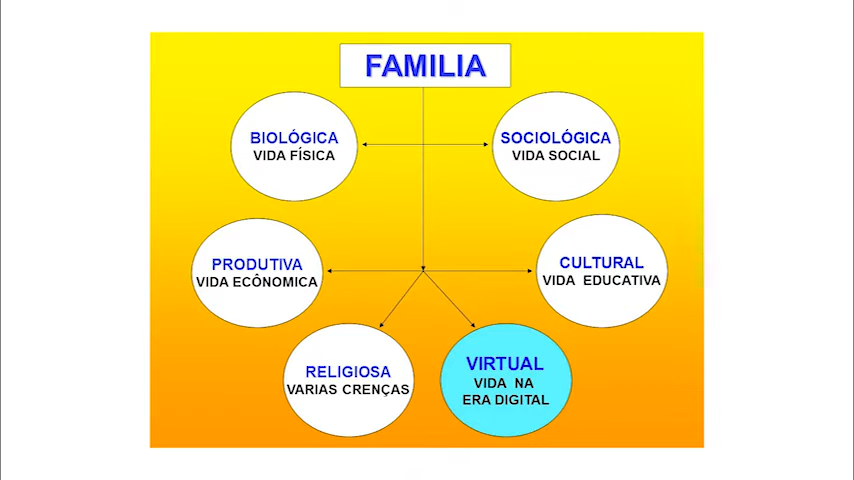 FAMILIA
BIOLÓGICA
VIDA FÍSICA
SOCIOLÓGICA
VIDA SOCIAL
PRODUTIVA
VIDA ECÔNOMICA
CULTURAL
VIDA EDUCATIVA
RELIGIOSA
VARIAS CRENÇAS
VIRTUAL
VIDA NA
ERA DIGITAL